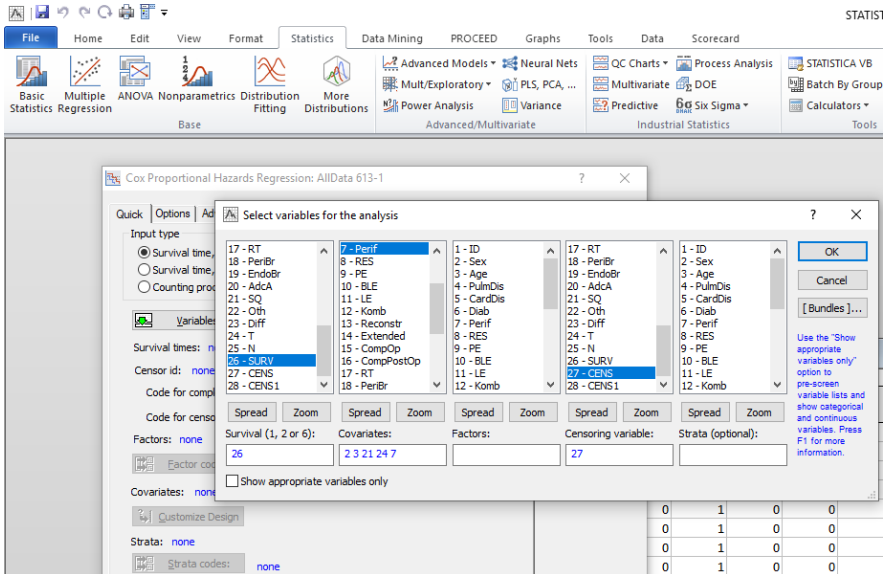 STATIST
File Home Edit View Format Statistics Data Mining PROCEED Graphs Tools Data Scorecard
Basic Statistics
Multiple Regression
ANOVA
Nonparametrics
Distribution Fitting
More Distributions
Base
Advanced Models
Neural Nets
Mult/Exploratory
PLS, PCA, ...
Power Analysis
Variance
Advanced/Multivariate
QC Charts
Process Analysis
Multivariate
DOE
Predictive
Six Sigma
Industrial Statistics
STATISTICA VB
Batch By Group
Calculators
Tools
Cox Proportional Hazards Regression: AllData 613-1
Quick Options Ad
Input type
Survival time,
Survival time,
Counting proc
Variables
Survival times: n
Censor id: none
Code for compl
Code for censo
Factors: none
Factor cod
Covariates: none
Customize Design
Strata: none
Strata codes: none
Select variables for the analysis
17 - RT
18 - PeriBr
19 - EndoBr
20 - AdcA
21 - SQ
22 - Oth
23 - Diff
24 - T
25 - N
26 - SURV
27 - CENS
28 - CENS1
Spread Zoom
Survival (1, 2 or 6):
26
7 - Perif
8 - RES
9 - PE
10 - BLE
11 - LE
12 - Komb
13 - Reconstr
14 - Extended
15 - CompOp
16 - CompPostOp
17 - RT
18 - PeriBr
Spread Zoom
Covariates:
2 3 21 24 7
1 - ID
2 - Sex
3 - Age
4 - PulmDis
5 - CardDis
6 - Diab
7 - Perif
8 - RES
9 - PE
10 - BLE
11 - LE
12 - Komb
Spread Zoom
Factors:
17 - RT
18 - PeriBr
19 - EndoBr
20 - AdcA
21 - SQ
22 - Oth
23 - Diff
24 - T
25 - N
26 - SURV
27 - CENS
28 - CENS1
Spread Zoom
Censoring variable:
27
1 - ID
2 - Sex
3 - Age
4 - PulmDis
5 - CardDis
6 - Diab
7 - Perif
8 - RES
9 - PE
10 - BLE
11 - LE
12 - Komb
Spread Zoom
Strata (optional):
OK
Cancel
[ Bundles ]...
Use the "Show
appropriate
variables only"
option to
pre-screen
variable lists and
show categorical
and continuous
variables. Press
F1 for more
information.
Show appropriate variables only
0 1 0 0
0 1 0 0
0 1 0 0
0 1 0 0